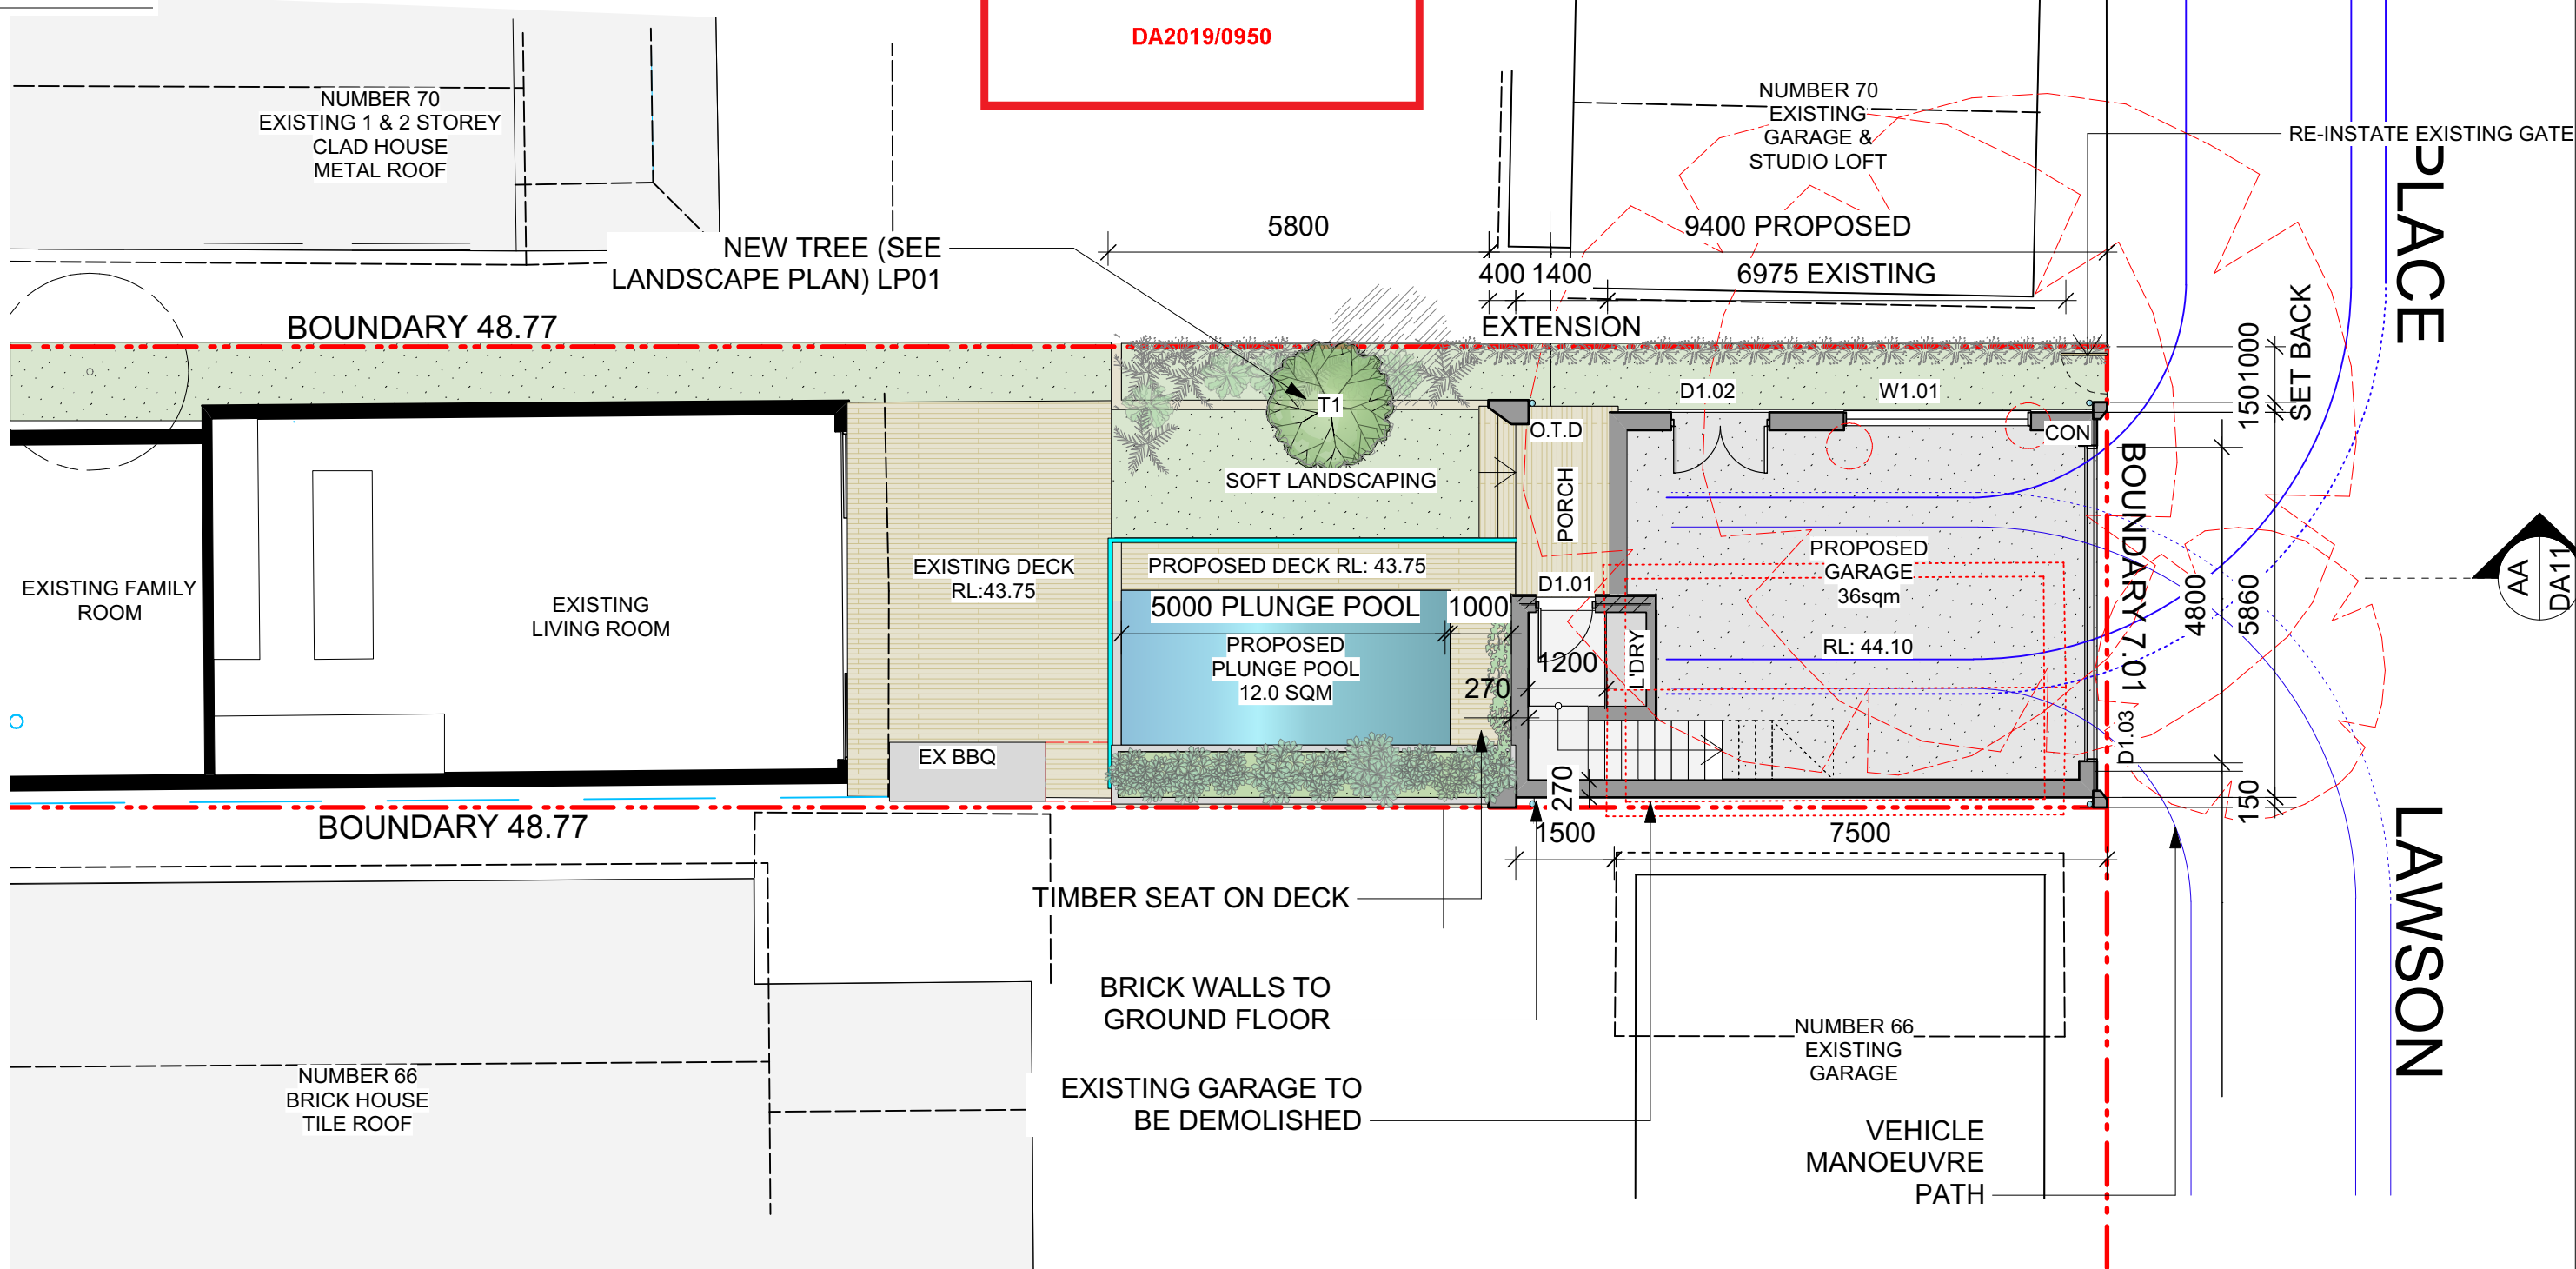 DA2019/0950
NUMBER 70
EXISTING 1 & 2 STOREY
CLAD HOUSE
METAL ROOF
NUMBER 70
EXISTING
GARAGE &
STUDIO LOFT
RE-INSTATE EXISTING GATE
PLACE
5800
9400 PROPOSED
NEW TREE (SEE
LANDSCAPE PLAN) LP01
400 1400
6975 EXISTING
EXTENSION
BOUNDARY 48.77
1000
150
SET BACK
T1
D1.02
W1.01
O.T.D
CON
SOFT LANDSCAPING
PORCH
BOUNDARY 7.01
EXISTING DECK
RL:43.75
PROPOSED DECK RL: 43.75
D1.01
PROPOSED
GARAGE
36sqm
RL: 44.10
4800
5860
AA
DA11
EXISTING FAMILY
ROOM
EXISTING
LIVING ROOM
5000 PLUNGE POOL
1000
PROPOSED
PLUNGE POOL
12.0 SQM
1200
L'DRY
270
D1.03
EX BBQ
270
150
BOUNDARY 48.77
1500
7500
LAWSON
TIMBER SEAT ON DECK
BRICK WALLS TO
GROUND FLOOR
EXISTING GARAGE TO
BE DEMOLISHED
NUMBER 66
EXISTING
GARAGE
NUMBER 66
BRICK HOUSE
TILE ROOF
VEHICLE
MANOEUVRE
PATH